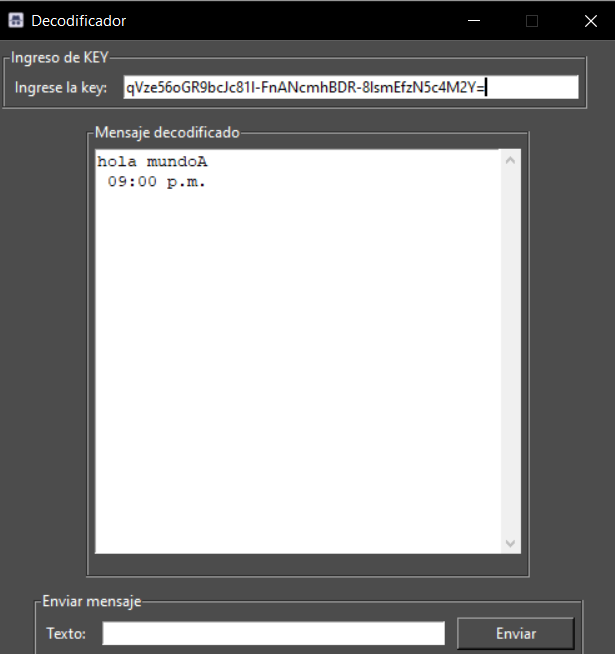 Decodificador
Ingreso de KEY
Ingrese la key: qVze56oGR9bcJc81I-FnANcmhBDR-8IsmEfzN5c4M2Y=
Mensaje decodificado
hola mundoA
09:00 p.m.
Enviar mensaje
Texto: Enviar